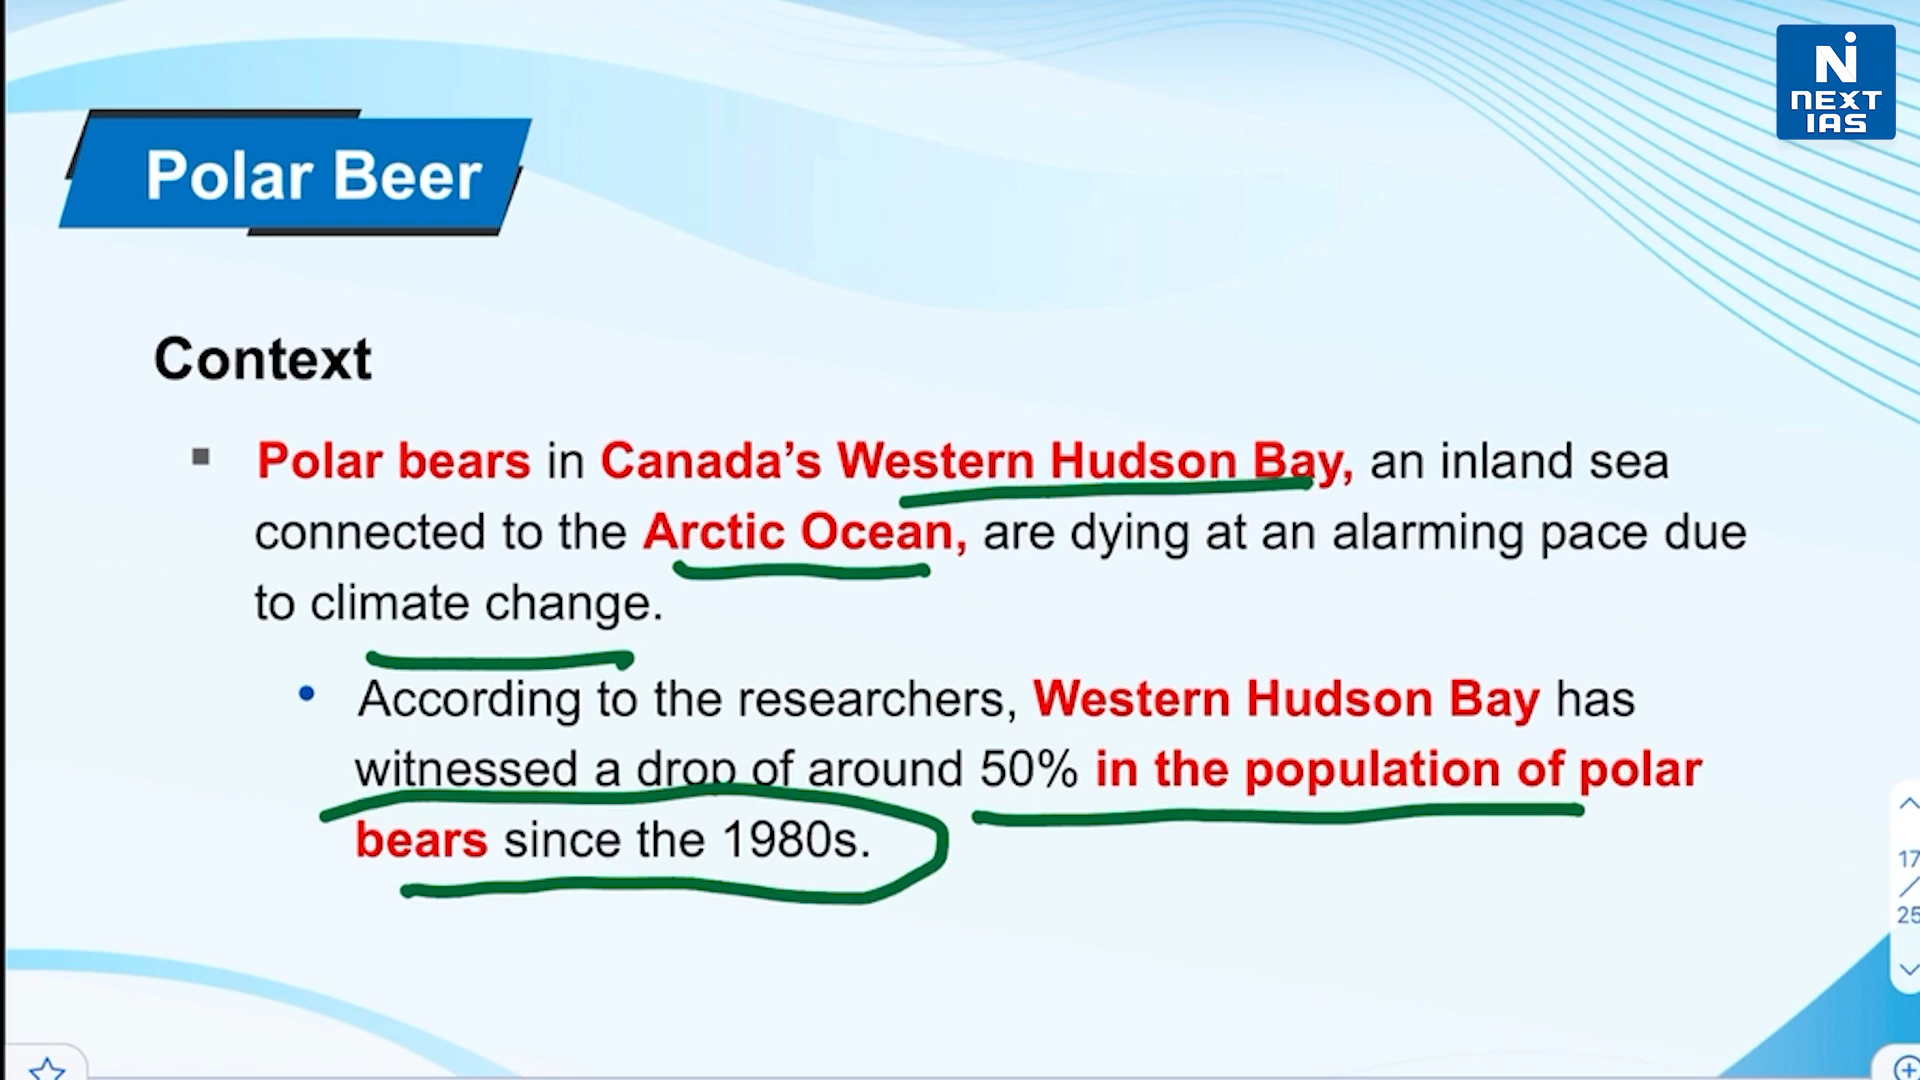 NEXT
IAS
Polar Beer
Context
Polar bears in Canada’s Western Hudson Bay, an inland sea
connected to the Arctic Ocean, are dying at an alarming pace due
to climate change.
According to the researchers, Western Hudson Bay has
witnessed a drop of around 50% in the population of polar
bears since the 1980s.
17
25